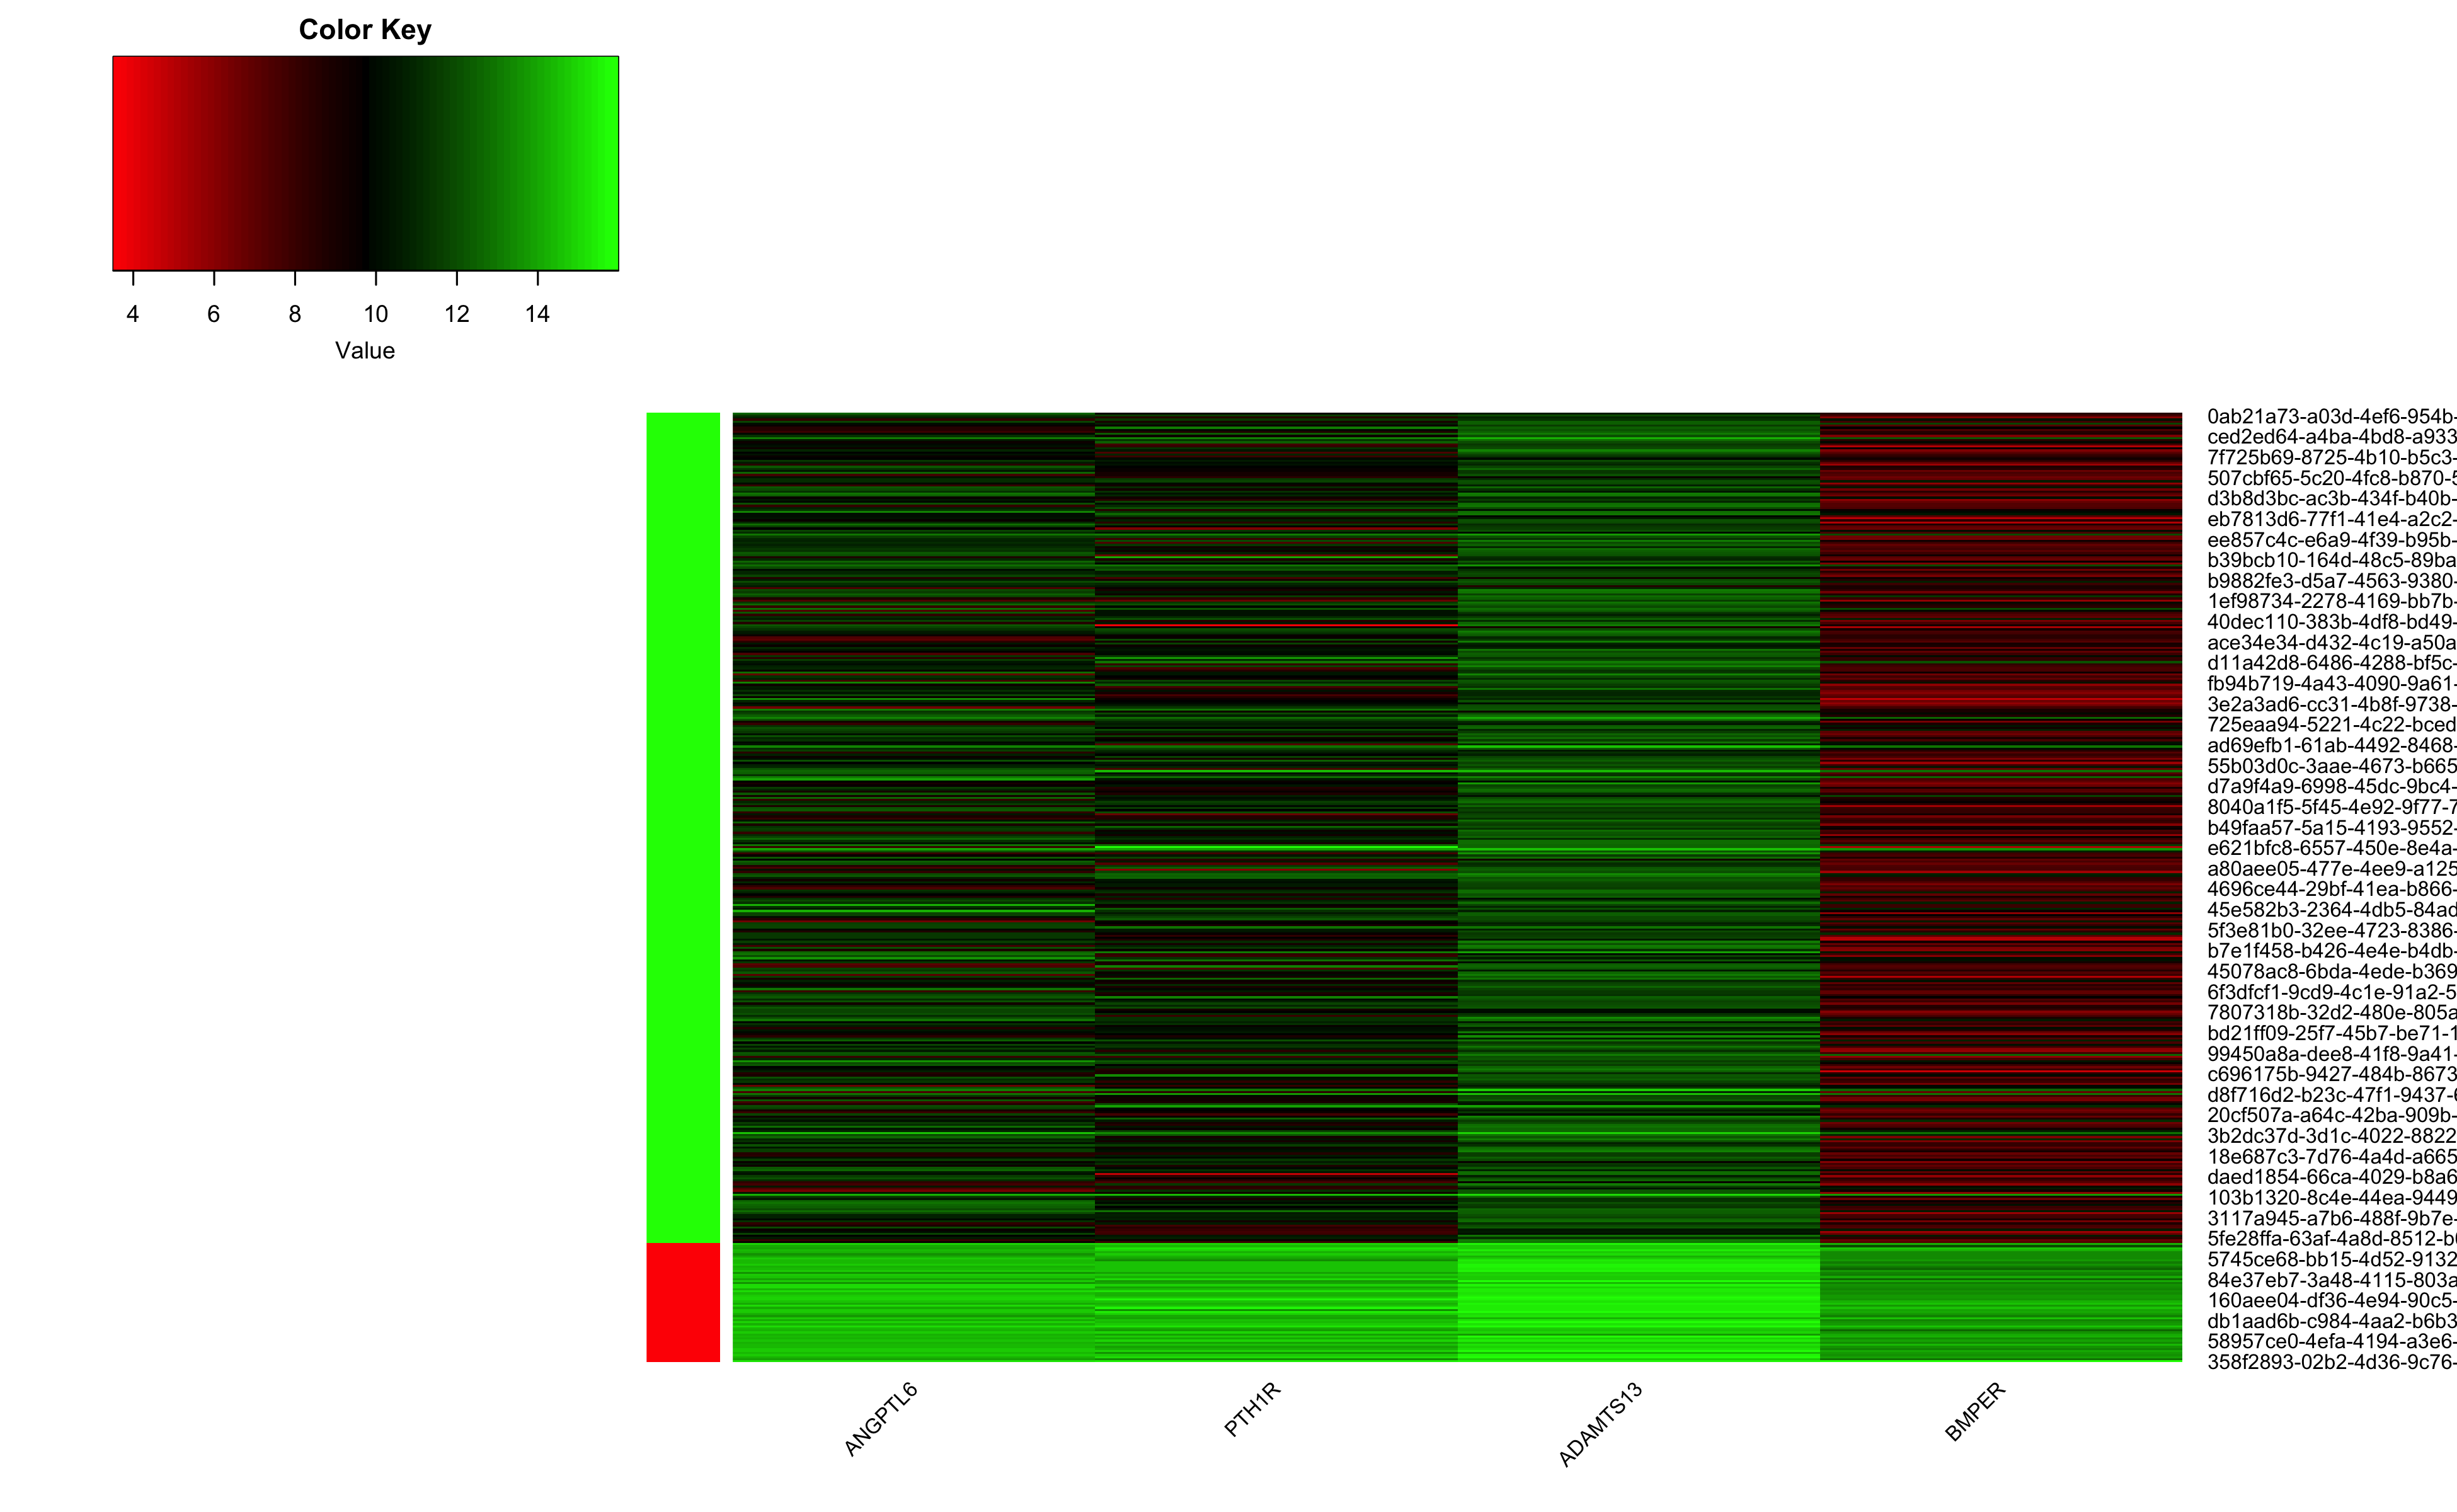 Color Key
4 6 8 10 12 14
Value
0ab21a73-a03d-4ef6-954b-
ced2ed64-a4ba-4bd8-a933
7f725b69-8725-4b10-b5c3-
507cbf65-5c20-4fc8-b870-5
d3b8d3bc-ac3b-434f-b40b-
eb7813d6-77f1-41e4-a2c2-
ee857c4c-e6a9-4f39-b95b-
b39bcb10-164d-48c5-89ba
b9882fe3-d5a7-4563-9380-
1ef98734-2278-4169-bb7b-
40dec110-383b-4df8-bd49-
ace34e34-d432-4c19-a50a
d11a42d8-6486-4288-bf5c-
fb94b719-4a43-4090-9a61-
3e2a3ad6-cc31-4b8f-9738-
725eaa94-5221-4c22-bced
ad69efb1-61ab-4492-8468-
55b03d0c-3aae-4673-b665
d7a9f4a9-6998-45dc-9bc4-
8040a1f5-5f45-4e92-9f77-7
b49faa57-5a15-4193-9552-
e621bfc8-6557-450e-8e4a-
a80aee05-477e-4ee9-a125
4696ce44-29bf-41ea-b866-
45e582b3-2364-4db5-84ad
5f3e81b0-32ee-4723-8386-
b7e1f458-b426-4e4e-b4db-
45078ac8-6bda-4ede-b369
6f3dfcf1-9cd9-4c1e-91a2-5
7807318b-32d2-480e-805a
bd21ff09-25f7-45b7-be71-1
99450a8a-dee8-41f8-9a41-
c696175b-9427-484b-8673
d8f716d2-b23c-47f1-9437-6
20cf507a-a64c-42ba-909b-
3b2dc37d-3d1c-4022-8822
18e687c3-7d76-4a4d-a665
daed1854-66ca-4029-b8a6
103b1320-8c4e-44ea-9449
3117a945-a7b6-488f-9b7e-
5fe28ffa-63af-4a8d-8512-b
5745ce68-bb15-4d52-9132
84e37eb7-3a48-4115-803a
160aee04-df36-4e94-90c5-
db1aad6b-c984-4aa2-b6b3
58957ce0-4efa-4194-a3e6-
358f2893-02b2-4d36-9c76-
ANGPTL6 PTH1R ADAMTS13 BMPER